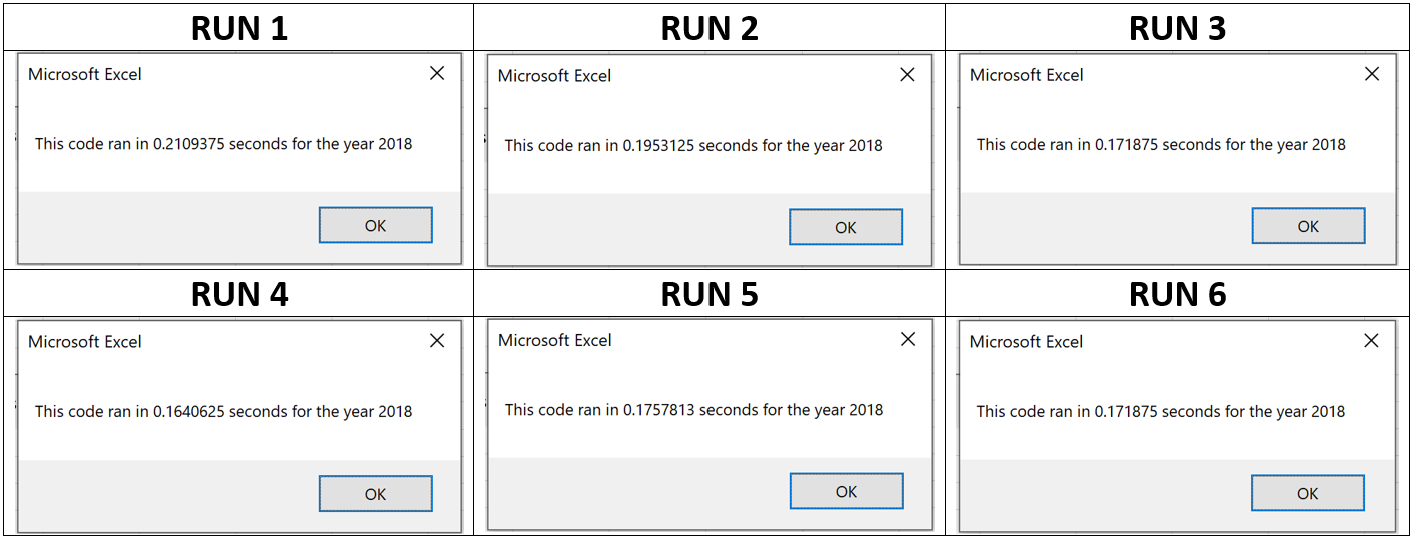 RUN 1
RUN 2
RUN 3
Microsoft Excel
This code ran in 0.2109375 seconds for the year 2018
OK
Microsoft Excel
This code ran in 0.1953125 seconds for the year 2018
OK
Microsoft Excel
This code ran in 0.171875 seconds for the year 2018
OK
RUN 4
RUN 5
RUN 6
Microsoft Excel
This code ran in 0.1640625 seconds for the year 2018
OK
Microsoft Excel
This code ran in 0.1757813 seconds for the year 2018
OK
Microsoft Excel
This code ran in 0.171875 seconds for the year 2018
OK